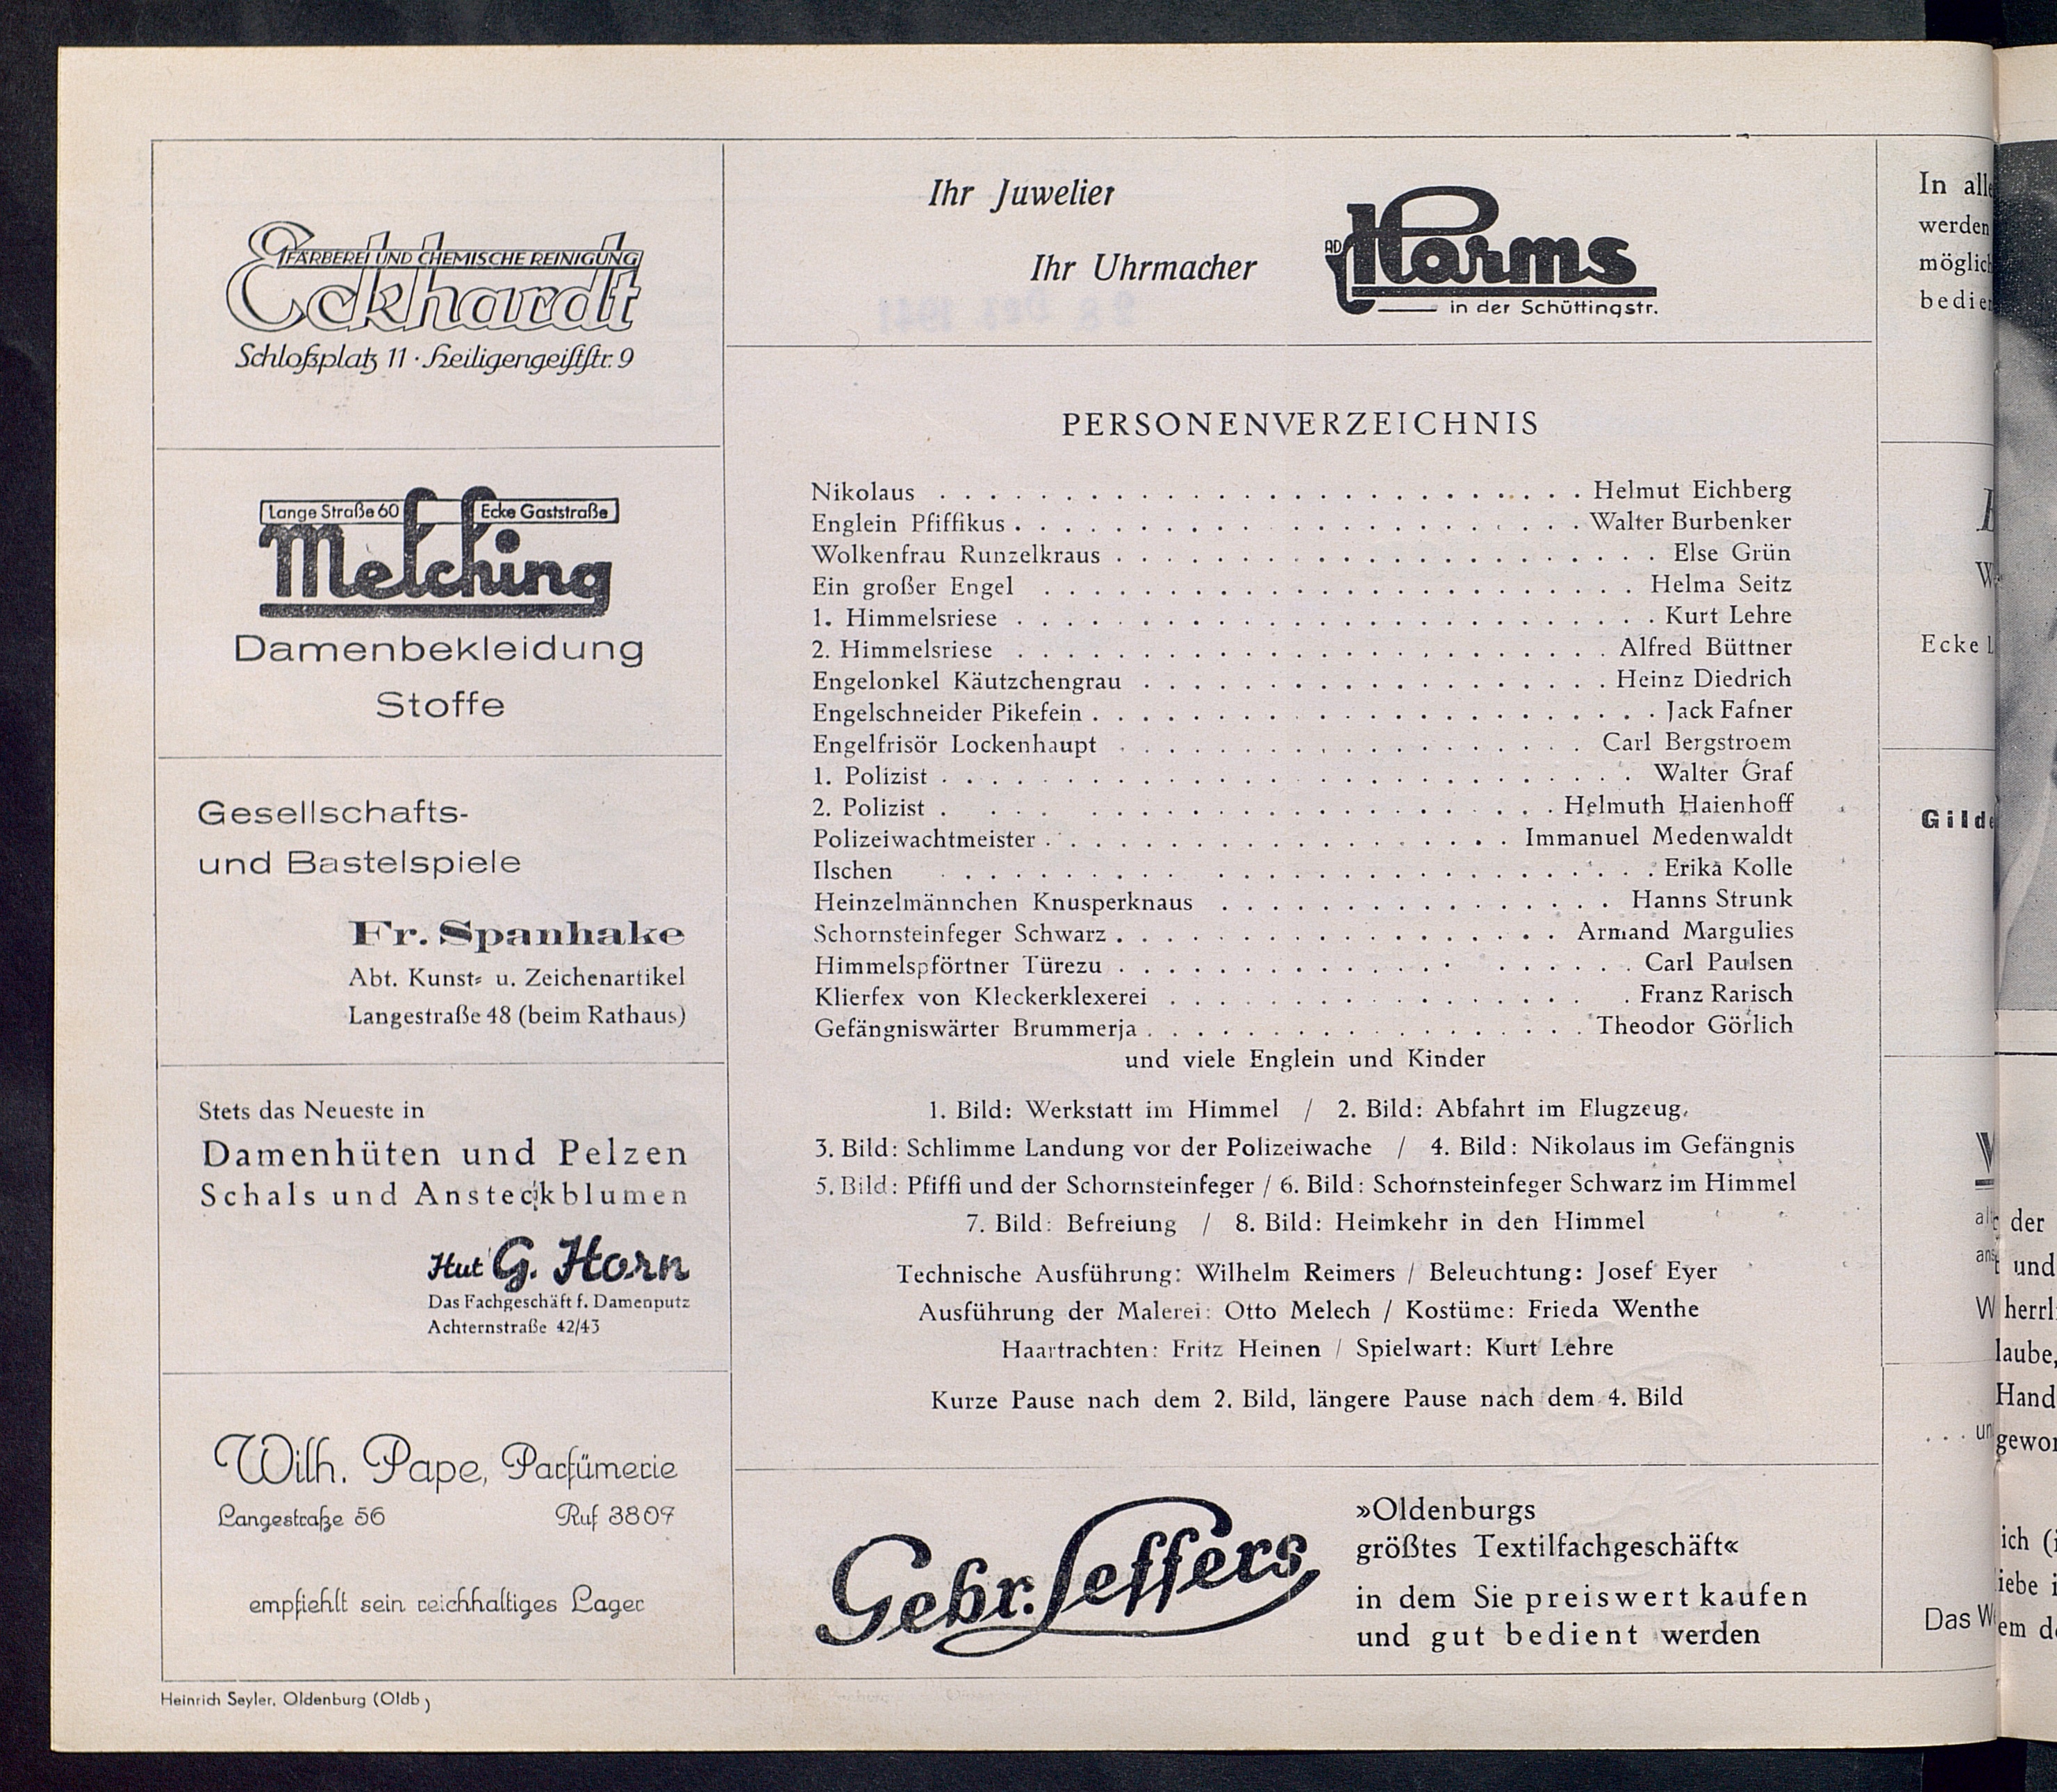 FÄRBEREI UND CHEMISCHE REINIGUNG
Eckhardt
Schloßplatz 11 · Heiligengeiststr. 9
Lange Straße 60 Ecke Gaststraße
Melching
Damenbekleidung
Stoffe
Gesellschafts-
und Bastelspiele
Fr. Spanhake
Abt. Kunst- u. Zeichenartikel
Langestraße 48 (beim Rathaus)
Stets das Neueste in
Damenhüten und Pelzen
Schals und Ansteckblumen
Hut G. Horn
Das Fachgeschäft f. Damenputz
Achternstraße 42/43
Wilh. Pape, Parfümerie
Langestraße 56 Ruf 3807
empfiehlt sein reichhaltiges Lager
Heinrich Seyler, Oldenburg (Oldb)
Ihr Juwelier
Ihr Uhrmacher
AD Harms
in der Schüttingstr.
PERSONENVERZEICHNIS
Nikolaus . . . . . . . . . . Helmut Eichberg
Englein Pfiffikus . . . . . . . . . . Walter Burbenker
Wolkenfrau Runzelkraus . . . . . . . . . . Else Grün
Ein großer Engel . . . . . . . . . . Helma Seitz
1. Himmelsriese . . . . . . . . . . Kurt Lehre
2. Himmelsriese . . . . . . . . . . Alfred Büttner
Engelonkel Käutzchengrau . . . . . . . . . . Heinz Diedrich
Engelschneider Pikefein . . . . . . . . . . Jack Fafner
Engelfrisör Lockenhaupt . . . . . . . . . . Carl Bergstroem
1. Polizist . . . . . . . . . . Walter Graf
2. Polizist . . . . . . . . . . Helmuth Haienhoff
Polizeiwachtmeister . . . . . . . . . . Immanuel Medenwaldt
Ilschen . . . . . . . . . . Erika Kolle
Heinzelmännchen Knusperknaus . . . . . . . . . . Hanns Strunk
Schornsteinfeger Schwarz . . . . . . . . . . Armand Margulies
Himmelspförtner Türezu . . . . . . . . . . Carl Paulsen
Klierfex von Kleckerklexerei . . . . . . . . . . Franz Rarisch
Gefängniswärter Brummerja . . . . . . . . . . Theodor Görlich
und viele Englein und Kinder
1. Bild: Werkstatt im Himmel / 2. Bild: Abfahrt im Flugzeug.
3. Bild: Schlimme Landung vor der Polizeiwache / 4. Bild: Nikolaus im Gefängnis
5. Bild: Pfiffi und der Schornsteinfeger / 6. Bild: Schornsteinfeger Schwarz im Himmel
7. Bild: Befreiung / 8. Bild: Heimkehr in den Himmel
Technische Ausführung: Wilhelm Reimers / Beleuchtung: Josef Eyer
Ausführung der Malerei: Otto Melech / Kostüme: Frieda Wenthe
Haartrachten: Fritz Heinen / Spielwart: Kurt Lehre
Kurze Pause nach dem 2. Bild, längere Pause nach dem 4. Bild
Gebr. Leffers
»Oldenburgs
größtes Textilfachgeschäft«
in dem Sie preiswert kaufen
und gut bedient werden
In
werden
Ecke
Das
der
und